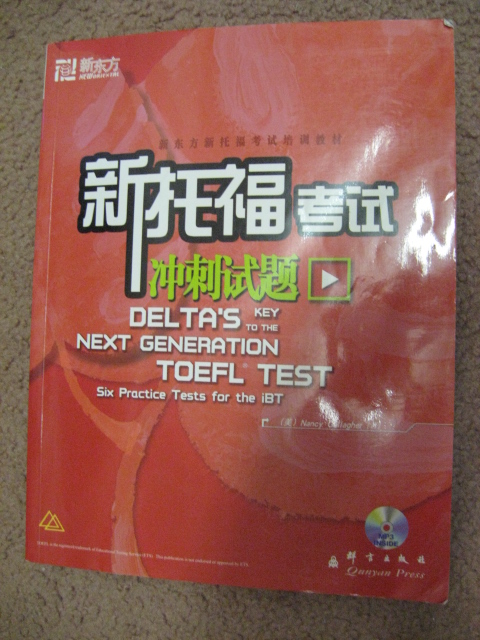 新东方
NEW ORIENTAL
新东方新托福考试培训教材
新托福考试
冲刺试题
DELTA'S KEY
TO THE
NEXT GENERATION
TOEFL TEST
Six Practice Tests for the iBT
(美) Nancy Gallagher
MP3
INSIDE
群言出版社
Qunyan Press